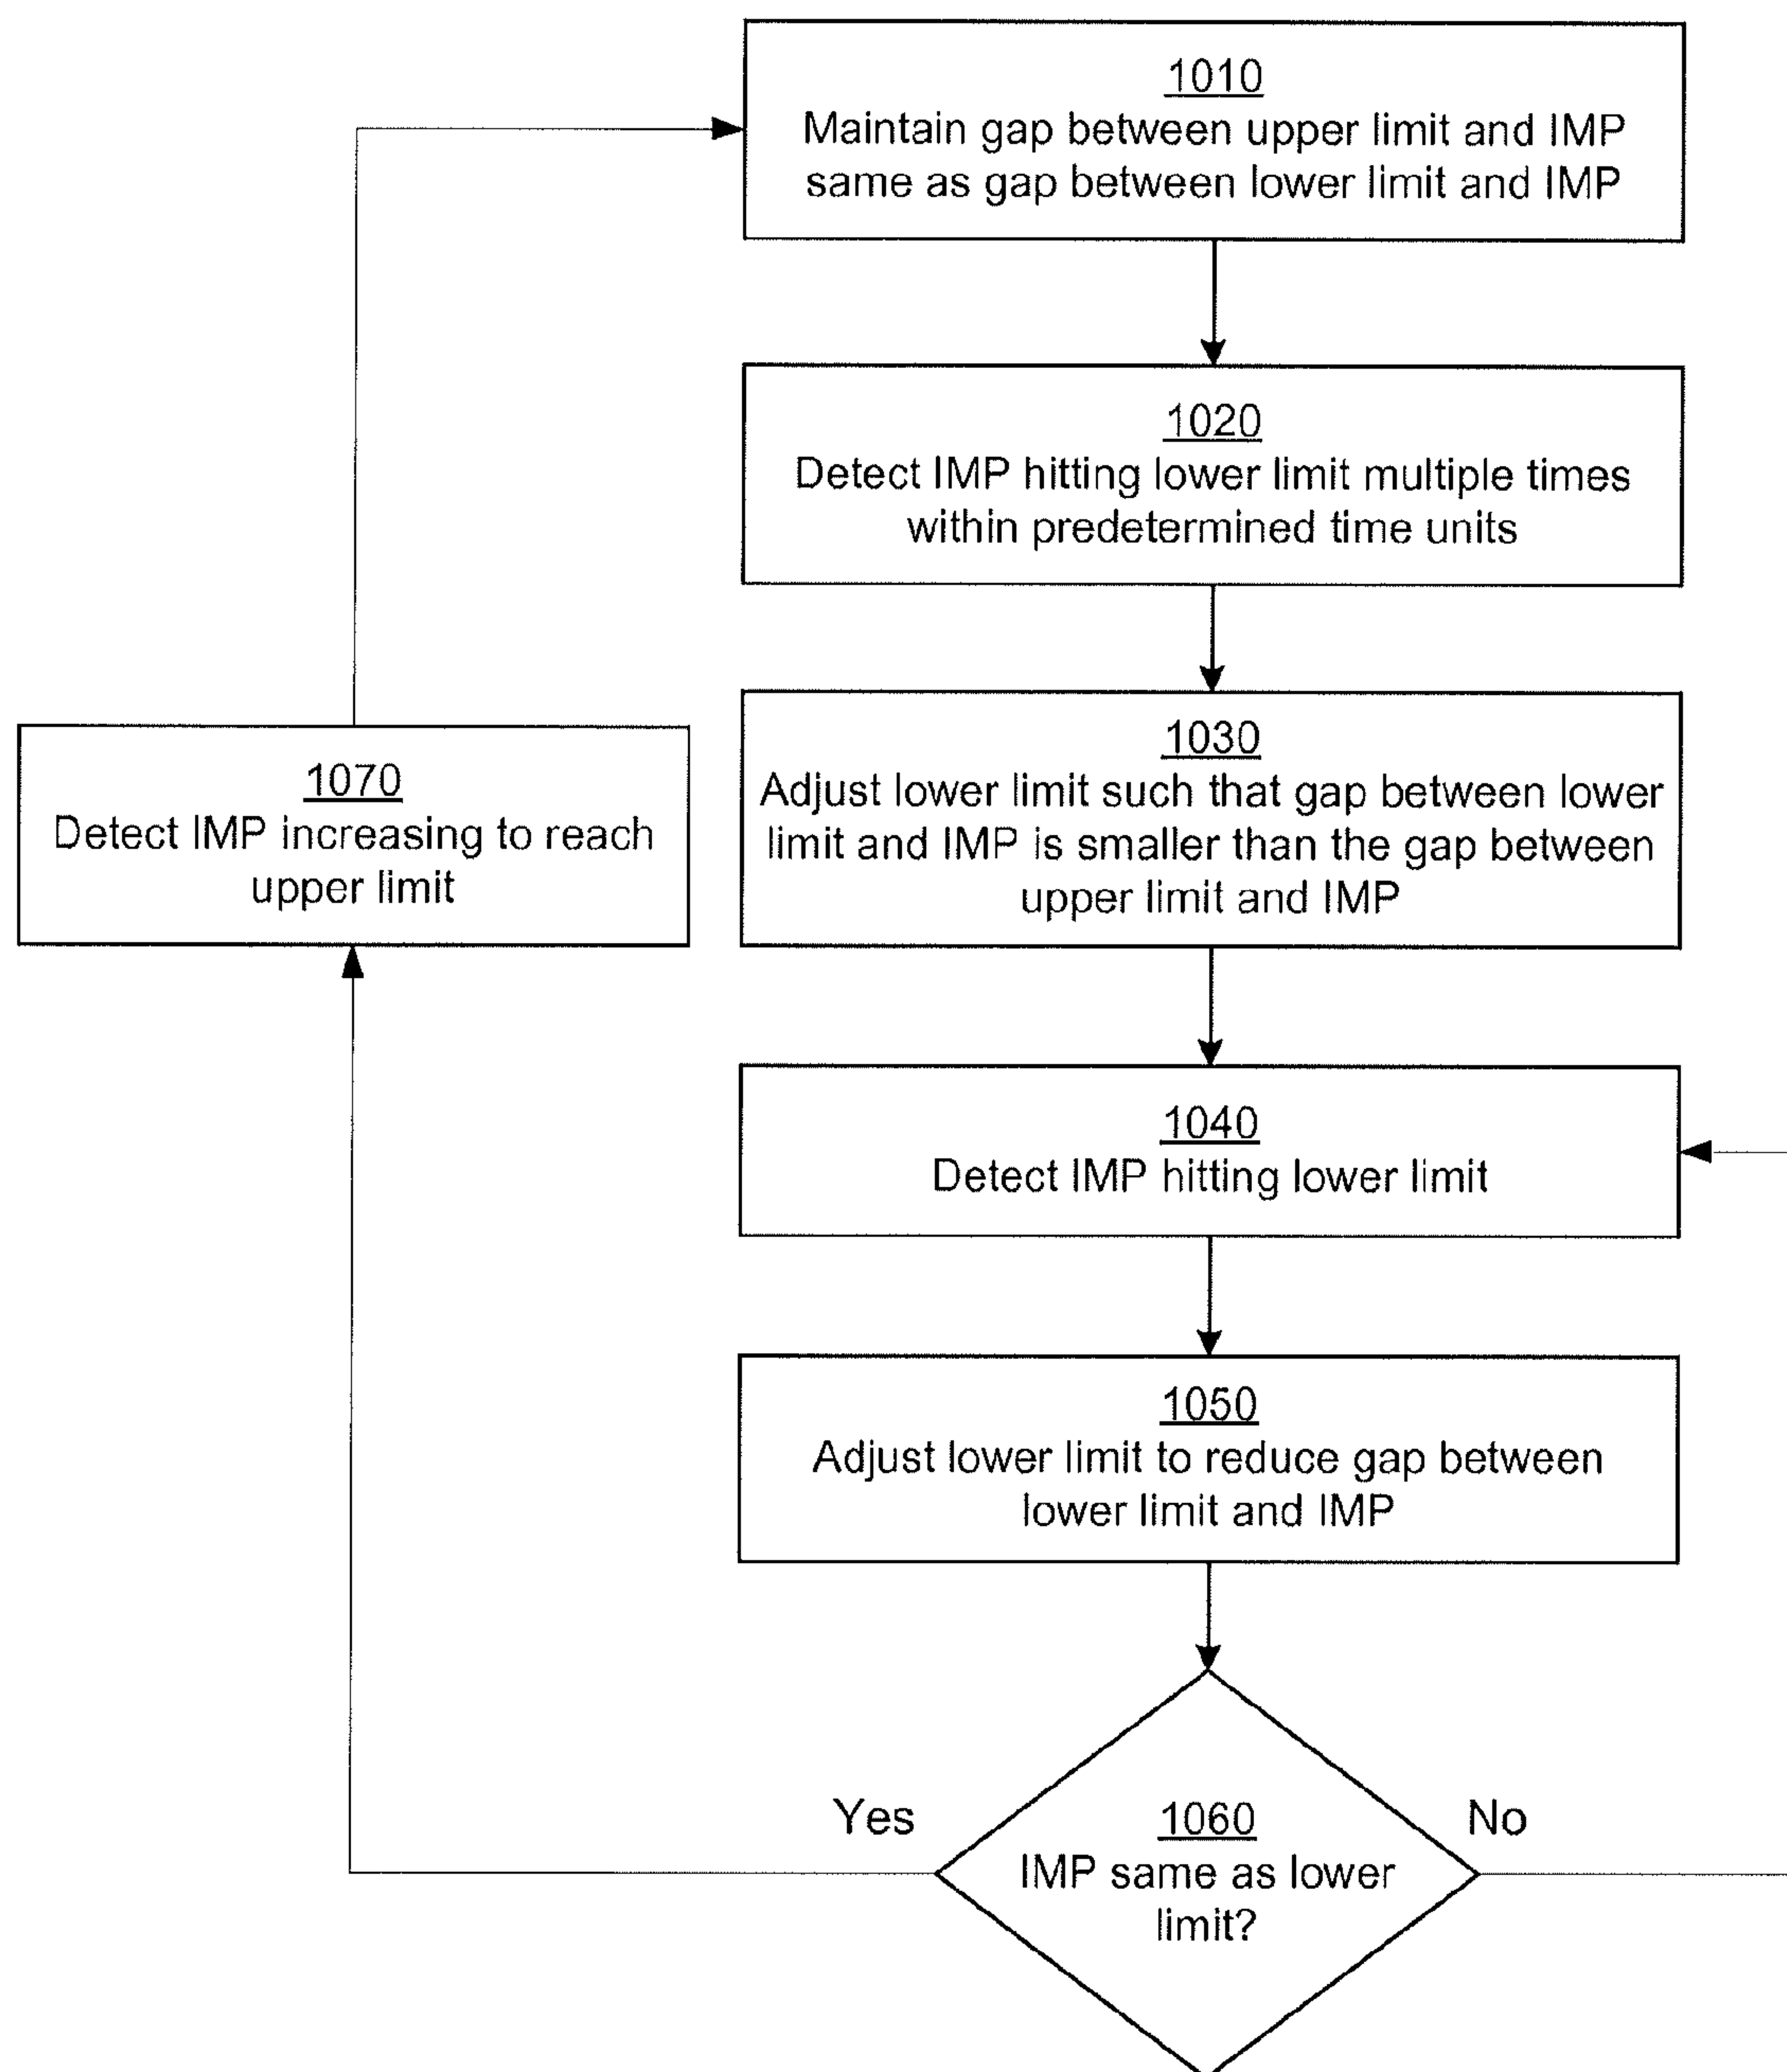 1010
Maintain gap between upper limit and IMP
same as gap between lower limit and IMP
1020
Detect IMP hitting lower limit multiple times
within predetermined time units
1030
Adjust lower limit such that gap between lower
limit and IMP is smaller than the gap between
upper limit and IMP
1070
Detect IMP increasing to reach
upper limit
1040
Detect IMP hitting lower limit
1050
Adjust lower limit to reduce gap between
lower limit and IMP
Yes
1060
IMP same as lower
limit?
No